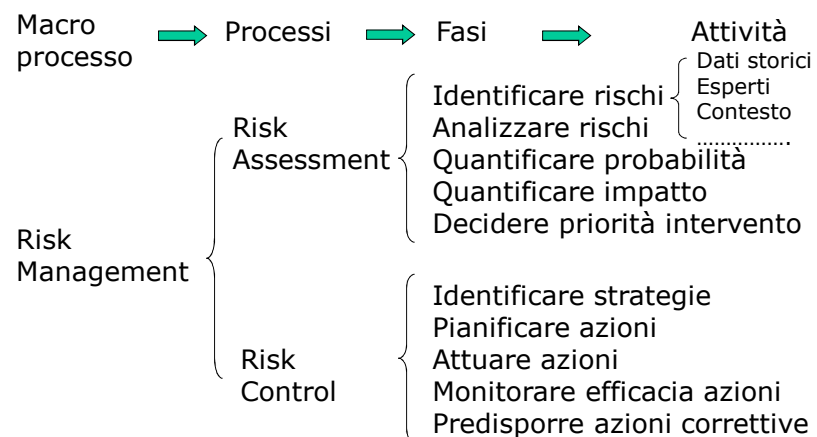 Macro
processo
Processi
Fasi
Attività
Dati storici
Esperti
Contesto
................
Risk
Management
Risk
Assessment
Identificare rischi
Analizzare rischi
Quantificare probabilità
Quantificare impatto
Decidere priorità intervento
Risk
Control
Identificare strategie
Pianificare azioni
Attuare azioni
Monitorare efficacia azioni
Predisporre azioni correttive